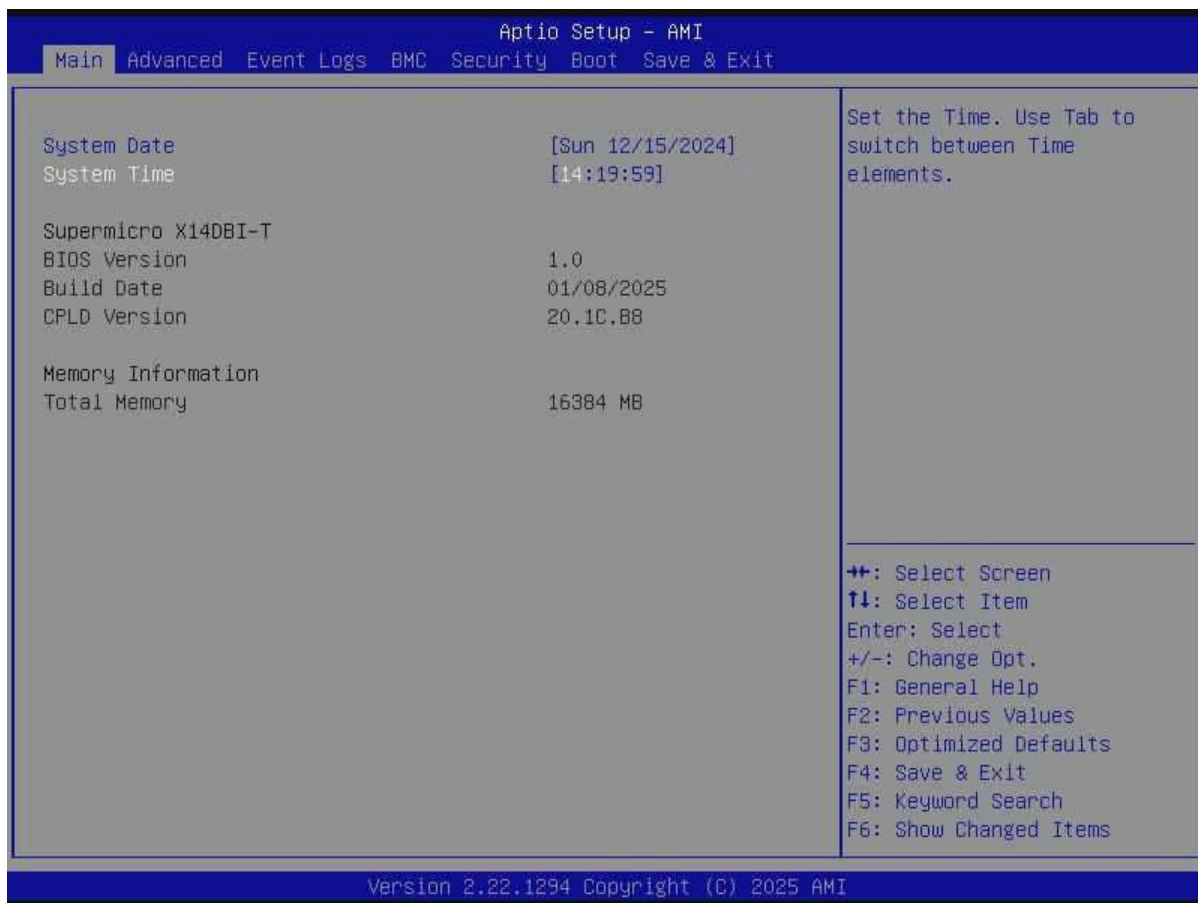 Aptio Setup - AMI
Main Advanced Event Logs BMC Security Boot Save & Exit
System Date [Sun 12/15/2024]
System Time [14:19:59]
Supermicro X14DBI-T
BIOS Version 1.0
Build Date 01/08/2025
CPLD Version 20.1C.B8
Memory Information
Total Memory 16384 MB
Set the Time. Use Tab to
switch between Time
elements.
→←: Select Screen
↑↓: Select Item
Enter: Select
+/-: Change Opt.
F1: General Help
F2: Previous Values
F3: Optimized Defaults
F4: Save & Exit
F5: Keyword Search
F6: Show Changed Items
Version 2.22.1294 Copyright (C) 2025 AMI